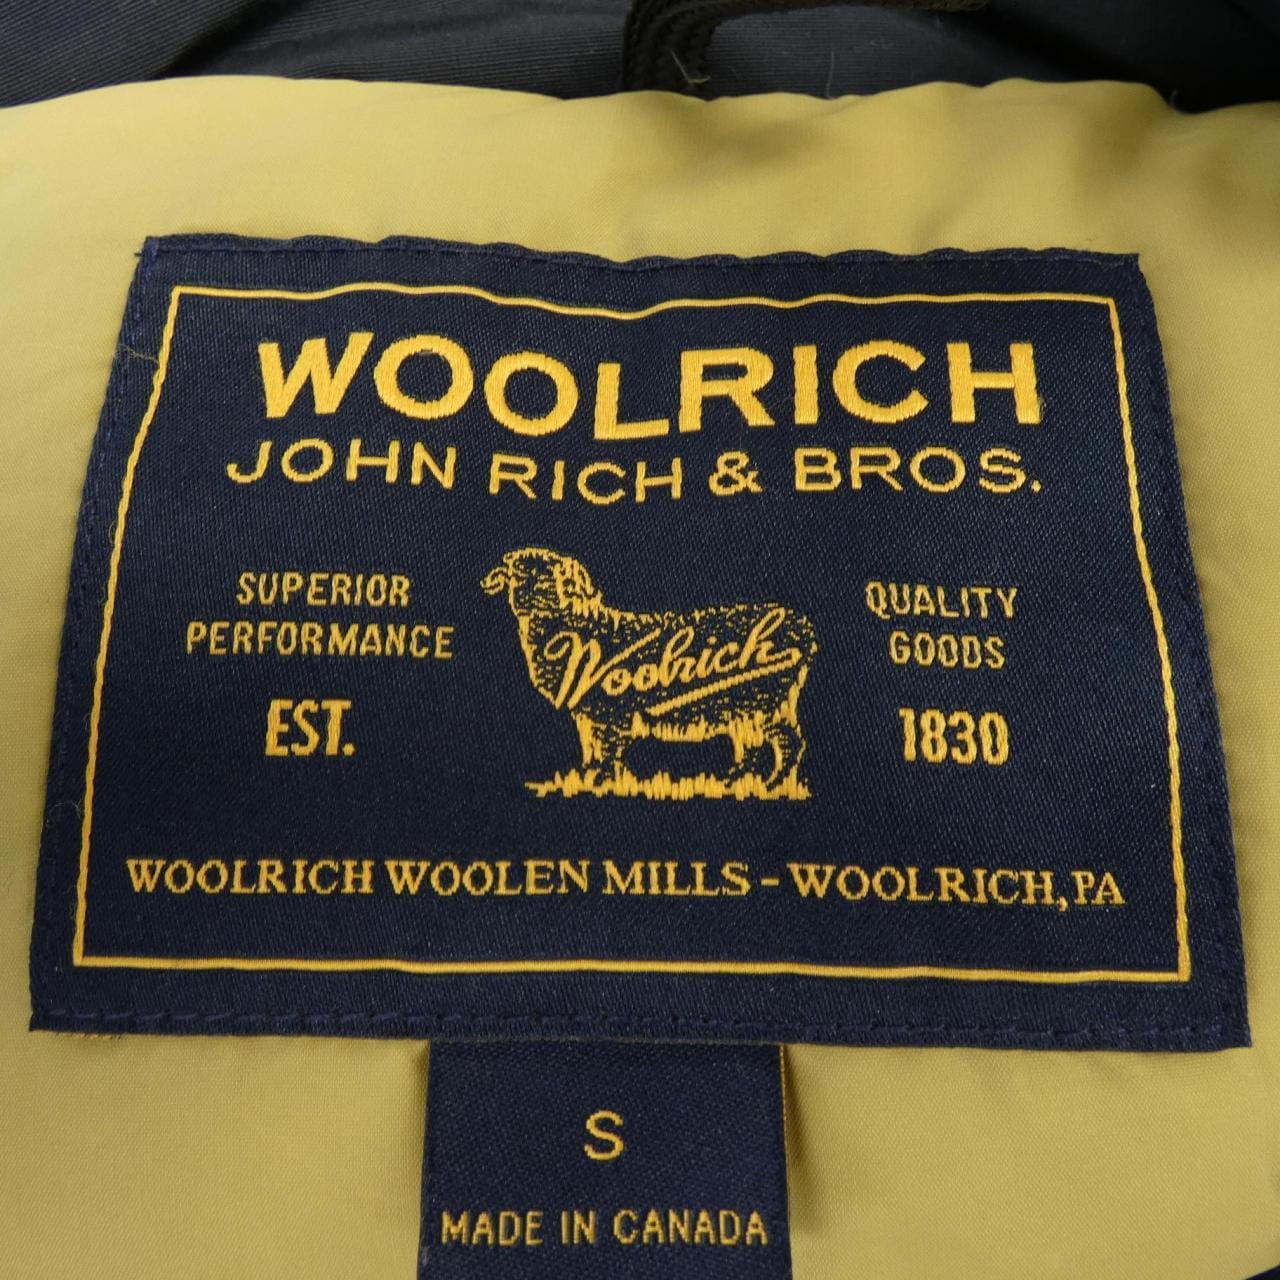 WOOLRICH
JOHN RICH & BROS.
SUPERIOR
PERFORMANCE
EST.
Woolrich
QUALITY
GOODS
1830
WOOLRICH WOOLEN MILLS - WOOLRICH, PA
S
MADE IN CANADA